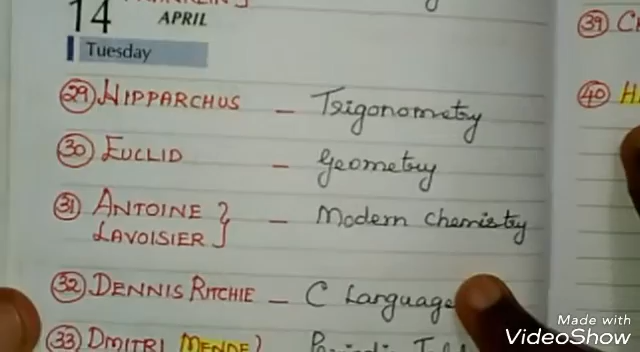 14 APRIL
Tuesday
29 HIPPARCHUS - Trigonometry
30 EUCLID - Geometry
31 ANTOINE } - Modern chemistry
LAVOISIER
32 DENNIS RITCHIE - C Language
33 DMITRI MENDE
39
40
Made with
VideoShow